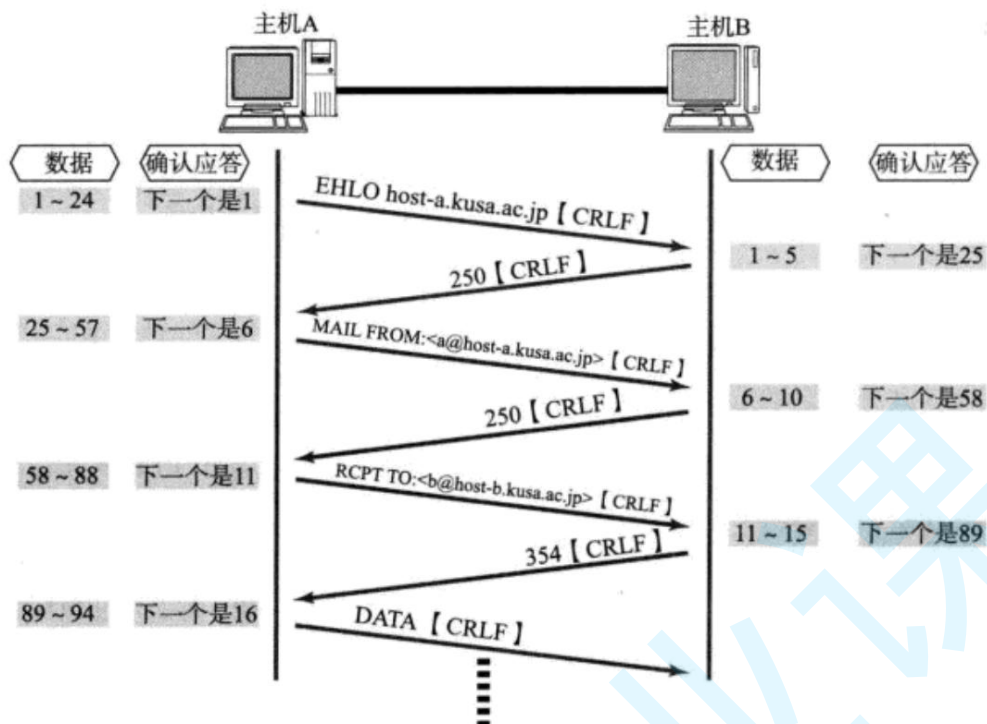 主机A
主机B
数据 确认应答
数据 确认应答
1~24 下一个是1
EHLO host-a.kusa.ac.jp【CRLF】
1~5 下一个是25
250【CRLF】
25~57 下一个是6
MAIL FROM:<a@host-a.kusa.ac.jp>【CRLF】
6~10 下一个是58
250【CRLF】
58~88 下一个是11
RCPT TO:<b@host-b.kusa.ac.jp>【CRLF】
11~15 下一个是89
354【CRLF】
89~94 下一个是16
DATA【CRLF】
课